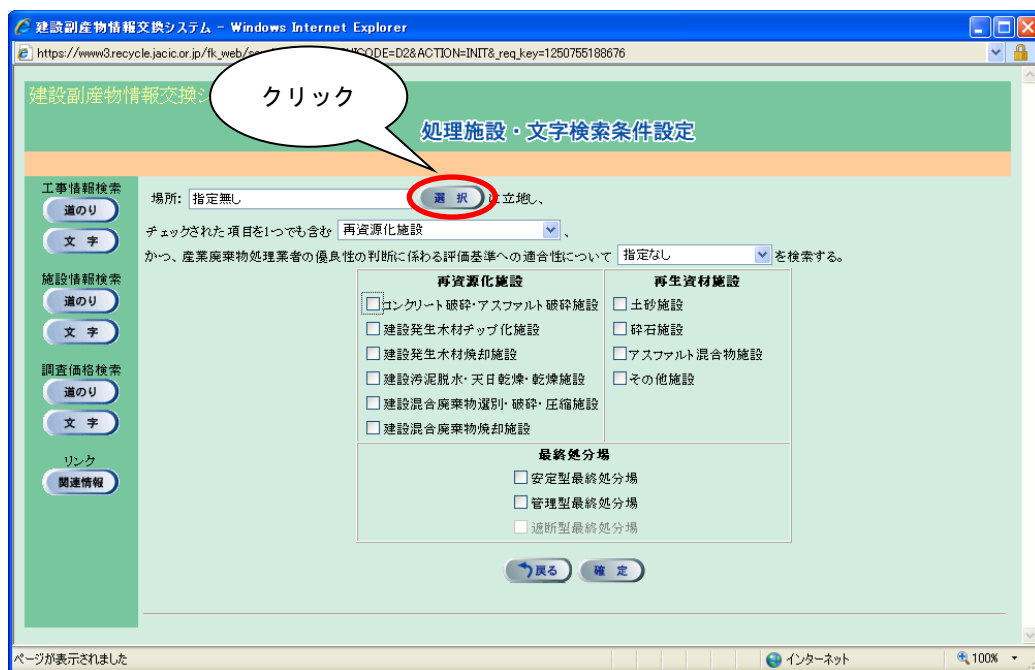 建設副産物情報交換システム - Windows Internet Explorer
https://www3.recycle.jacic.or.jp/fk_web/
CODE=D2&ACTION=INIT&_req_key=1250755188676
建設副産物情報交換シ
クリック
処理施設・文字検索条件設定
工事情報検索
道のり
文 字
施設情報検索
道のり
文 字
調査価格検索
道のり
文 字
リンク
関連情報
場所: 指定無し 選 択 に立地し、
チェックされた項目を1つでも含む 再資源化施設 、
かつ、産業廃棄物処理業者の優良性の判断に係わる評価基準への適合性について 指定なし を検索する。
再資源化施設
コンクリート破砕・アスファルト破砕施設
建設発生木材チップ化施設
建設発生木材焼却施設
建設汚泥脱水・天日乾燥・乾燥施設
建設混合廃棄物選別・破砕・圧縮施設
建設混合廃棄物焼却施設
再生資材施設
土砂施設
砕石施設
アスファルト混合物施設
その他施設
最終処分場
安定型最終処分場
管理型最終処分場
遮断型最終処分場
戻る 確 定
ページが表示されました インターネット 100%